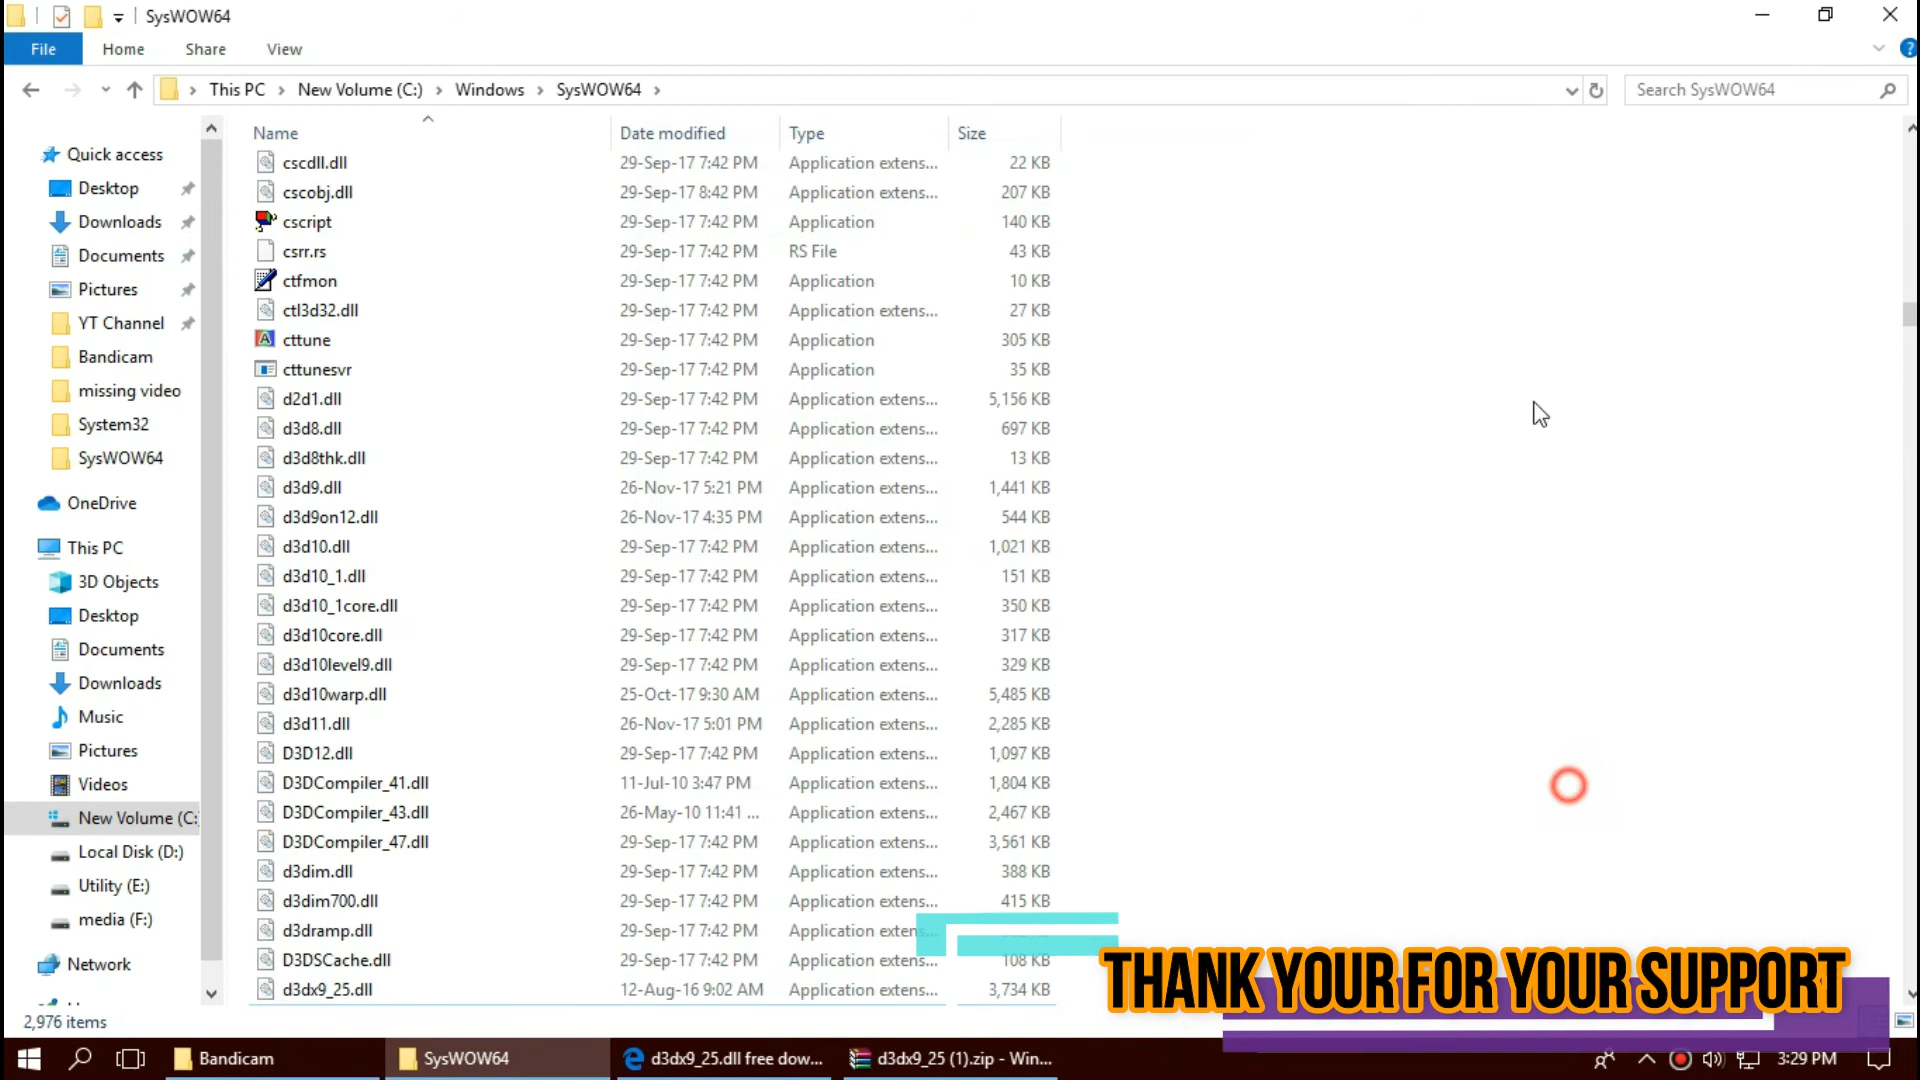 SysWOW64
File Home Share View
This PC New Volume (C:) Windows SysWOW64
Search SysWOW64
Name Date modified Type Size
Quick access
Desktop
Downloads
Documents
Pictures
YT Channel
Bandicam
missing video
System32
SysWOW64
OneDrive
This PC
3D Objects
Desktop
Documents
Downloads
Music
Pictures
Videos
New Volume (C:
Local Disk (D:)
Utility (E:)
media (F:)
Network
cscdll.dll 29-Sep-17 7:42 PM Application extens... 22 KB
cscobj.dll 29-Sep-17 8:42 PM Application extens... 207 KB
cscript 29-Sep-17 7:42 PM Application 140 KB
csrr.rs 29-Sep-17 7:42 PM RS File 43 KB
ctfmon 29-Sep-17 7:42 PM Application 10 KB
ctl3d32.dll 29-Sep-17 7:42 PM Application extens... 27 KB
cttune 29-Sep-17 7:42 PM Application 305 KB
cttunesvr 29-Sep-17 7:42 PM Application 35 KB
d2d1.dll 29-Sep-17 7:42 PM Application extens... 5,156 KB
d3d8.dll 29-Sep-17 7:42 PM Application extens... 697 KB
d3d8thk.dll 29-Sep-17 7:42 PM Application extens... 13 KB
d3d9.dll 26-Nov-17 5:21 PM Application extens... 1,441 KB
d3d9on12.dll 26-Nov-17 4:35 PM Application extens... 544 KB
d3d10.dll 29-Sep-17 7:42 PM Application extens... 1,021 KB
d3d10_1.dll 29-Sep-17 7:42 PM Application extens... 151 KB
d3d10_1core.dll 29-Sep-17 7:42 PM Application extens... 350 KB
d3d10core.dll 29-Sep-17 7:42 PM Application extens... 317 KB
d3d10level9.dll 29-Sep-17 7:42 PM Application extens... 329 KB
d3d10warp.dll 25-Oct-17 9:30 AM Application extens... 5,485 KB
d3d11.dll 26-Nov-17 5:01 PM Application extens... 2,285 KB
D3D12.dll 29-Sep-17 7:42 PM Application extens... 1,097 KB
D3DCompiler_41.dll 11-Jul-10 3:47 PM Application extens... 1,804 KB
D3DCompiler_43.dll 26-May-10 11:41 ... Application extens... 2,467 KB
D3DCompiler_47.dll 29-Sep-17 7:42 PM Application extens... 3,561 KB
d3dim.dll 29-Sep-17 7:42 PM Application extens... 388 KB
d3dim700.dll 29-Sep-17 7:42 PM Application extens... 415 KB
d3dramp.dll 29-Sep-17 7:42 PM Application extens...
D3DSCache.dll 29-Sep-17 7:42 PM Application extens... 108 KB
d3dx9_25.dll 12-Aug-16 9:02 AM Application extens... 3,734 KB
THANK YOUR FOR YOUR SUPPORT
2,976 items
Bandicam SysWOW64 d3dx9_25.dll free dow... d3dx9_25 (1).zip - Win... 3:29 PM